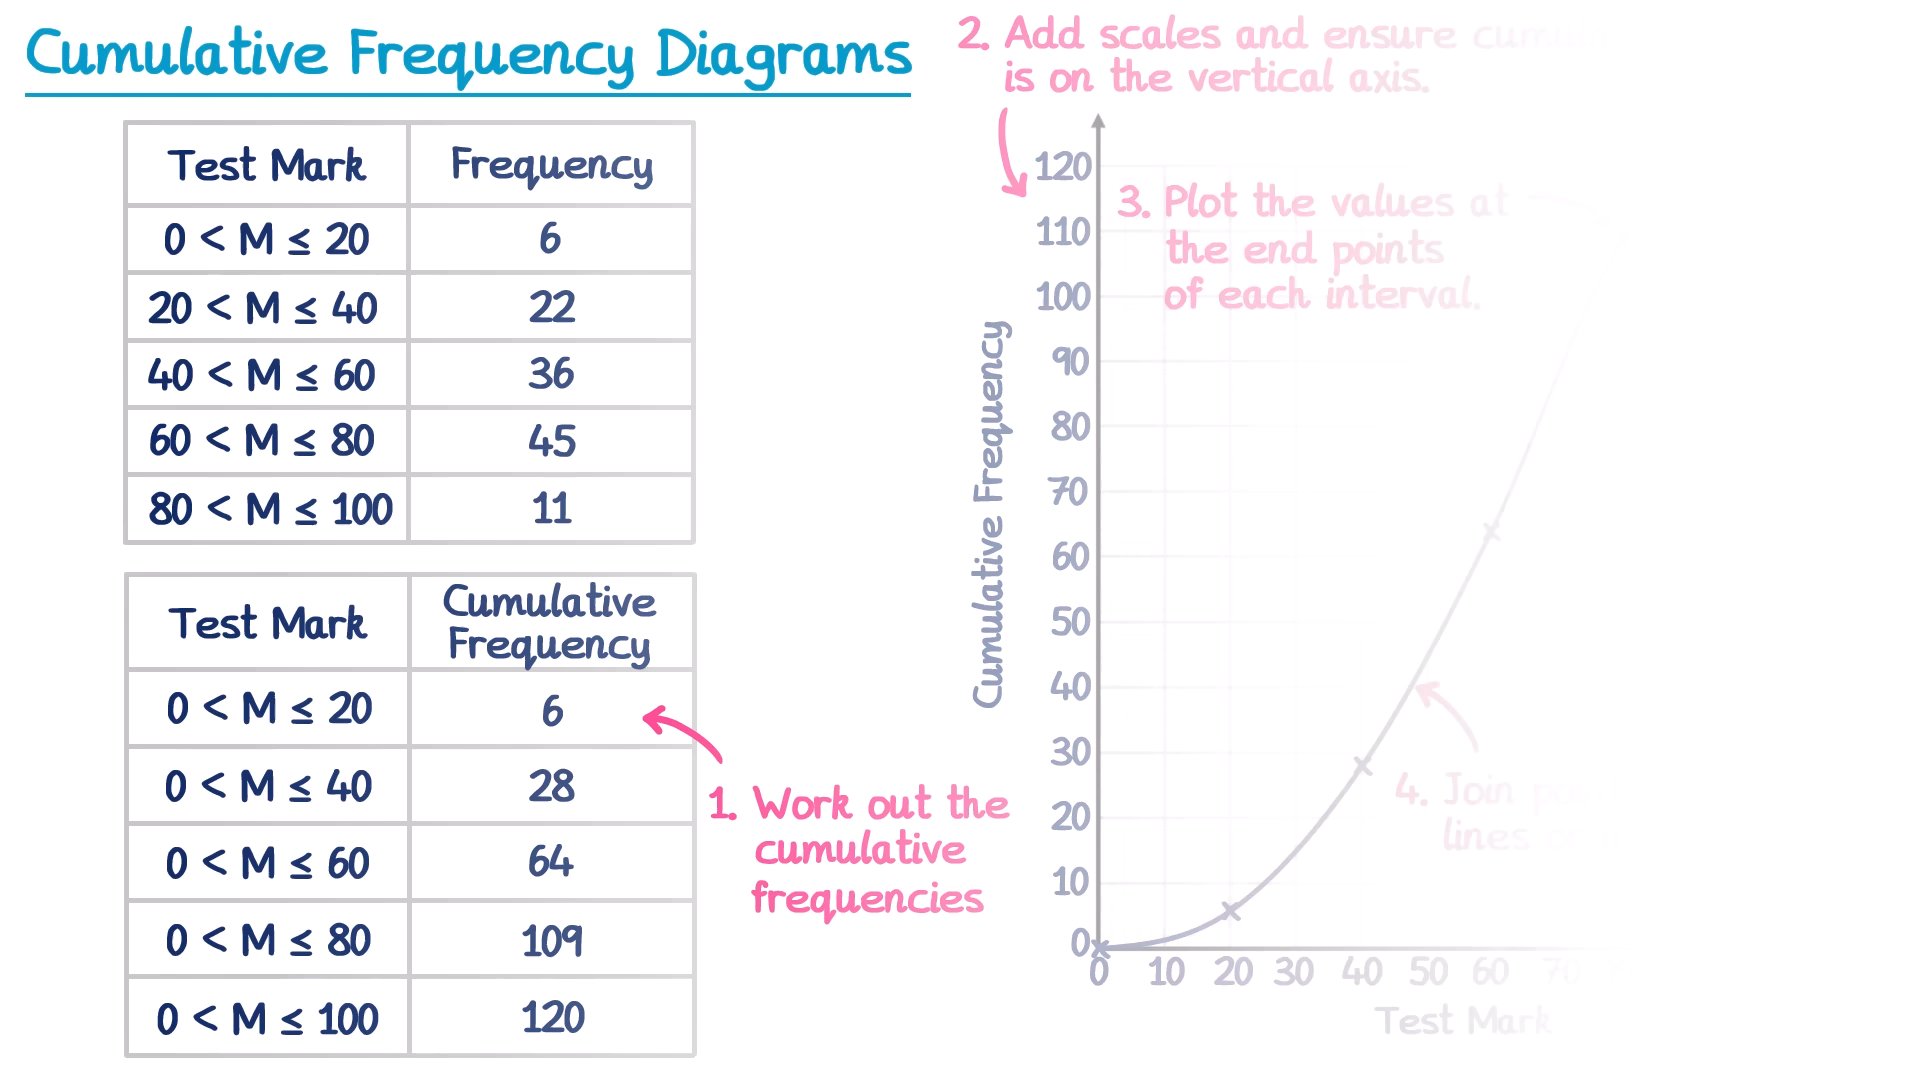 Cumulative Frequency Diagrams
Test Mark Frequency
0 < M ≤ 20 6
20 < M ≤ 40 22
40 < M ≤ 60 36
60 < M ≤ 80 45
80 < M ≤ 100 11
Test Mark Cumulative Frequency
0 < M ≤ 20 6
0 < M ≤ 40 28
0 < M ≤ 60 64
0 < M ≤ 80 109
0 < M ≤ 100 120
1. Work out the
cumulative
frequencies
2. Add scales and ensure
is on the vertical axis.
3. Plot the values at
the end points
of each interval.
4. Join
lines
Cumulative Frequency
120
110
100
90
80
70
60
50
40
30
20
10
0
0 10 20 30 40 50 60 70
Test Mark